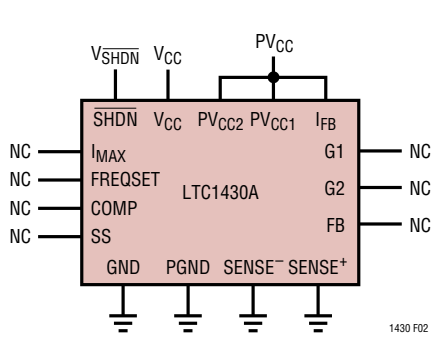 PVCC
VSHDN VCC
SHDN VCC PVCC2 PVCC1 IFB
NC IMAX G1 NC
NC FREQSET LTC1430A G2 NC
NC COMP FB NC
NC SS
GND PGND SENSE– SENSE+
1430 F02